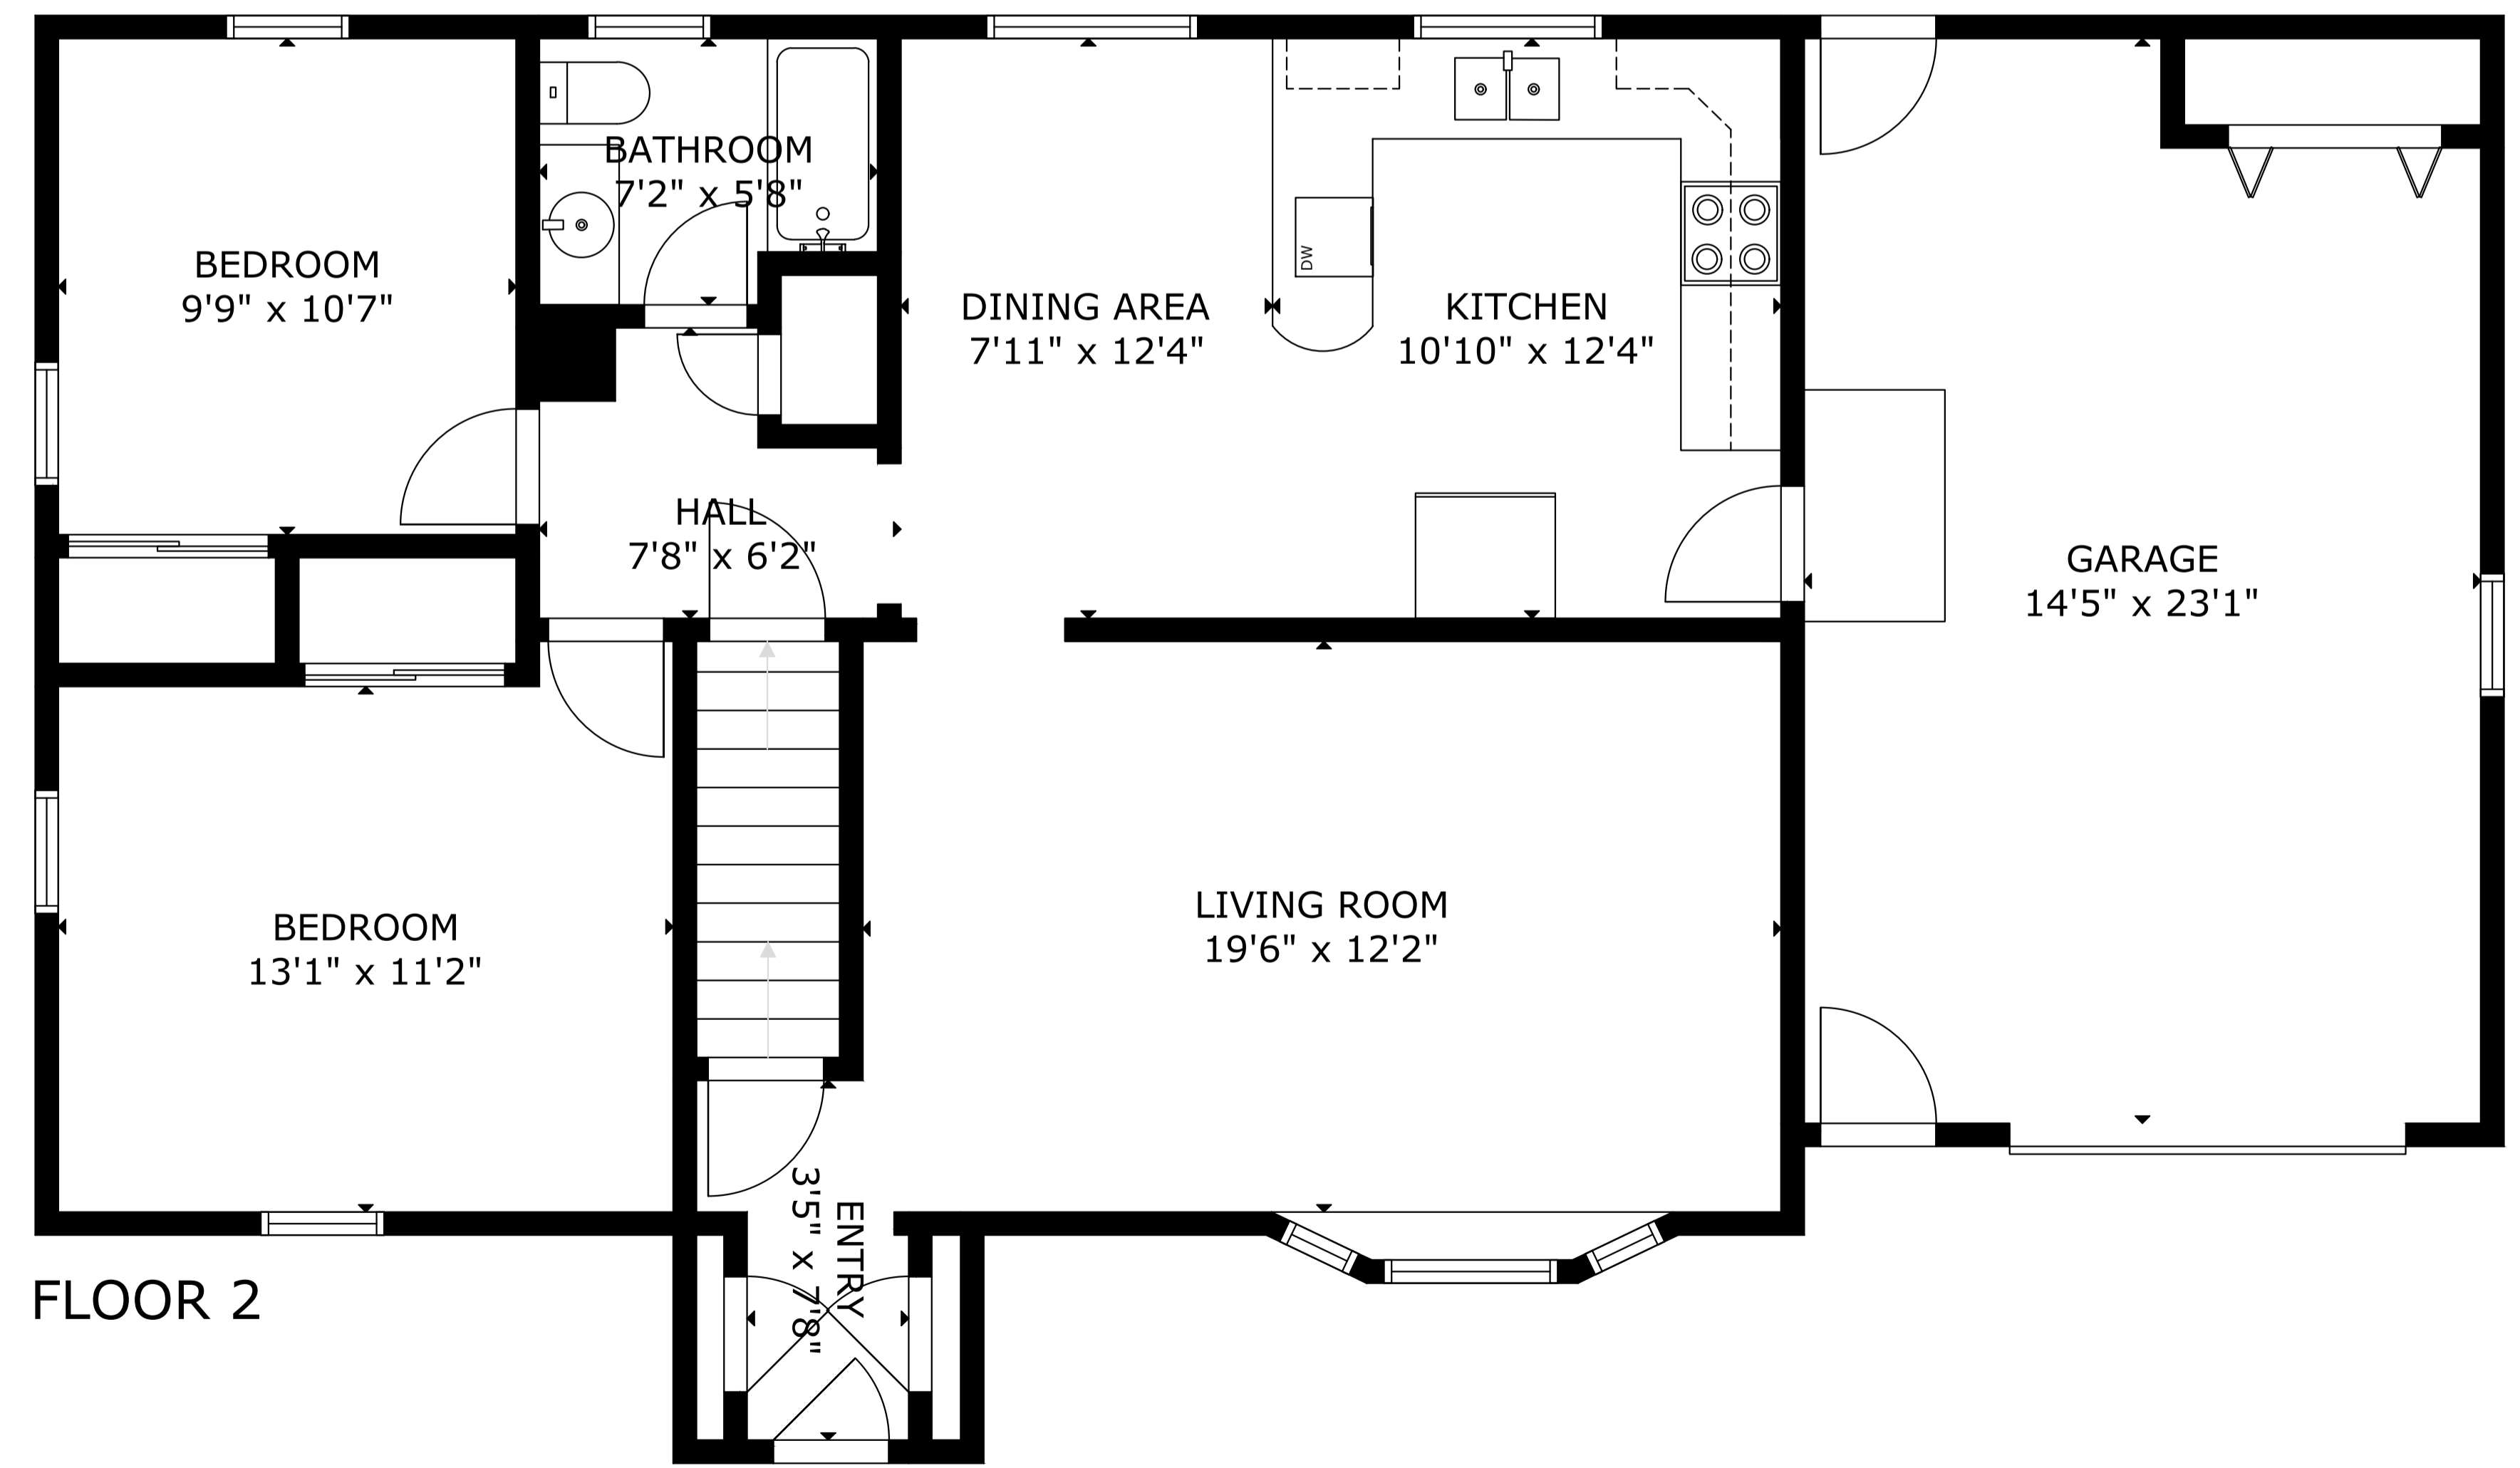 BATHROOM
7'2" x 5'8"
BEDROOM
9'9" x 10'7"
DW
DINING AREA
7'11" x 12'4"
KITCHEN
10'10" x 12'4"
HALL
7'8" x 6'2"
GARAGE
14'5" x 23'1"
LIVING ROOM
19'6" x 12'2"
BEDROOM
13'1" x 11'2"
ENTRY
3'5" x 7'8"
FLOOR 2